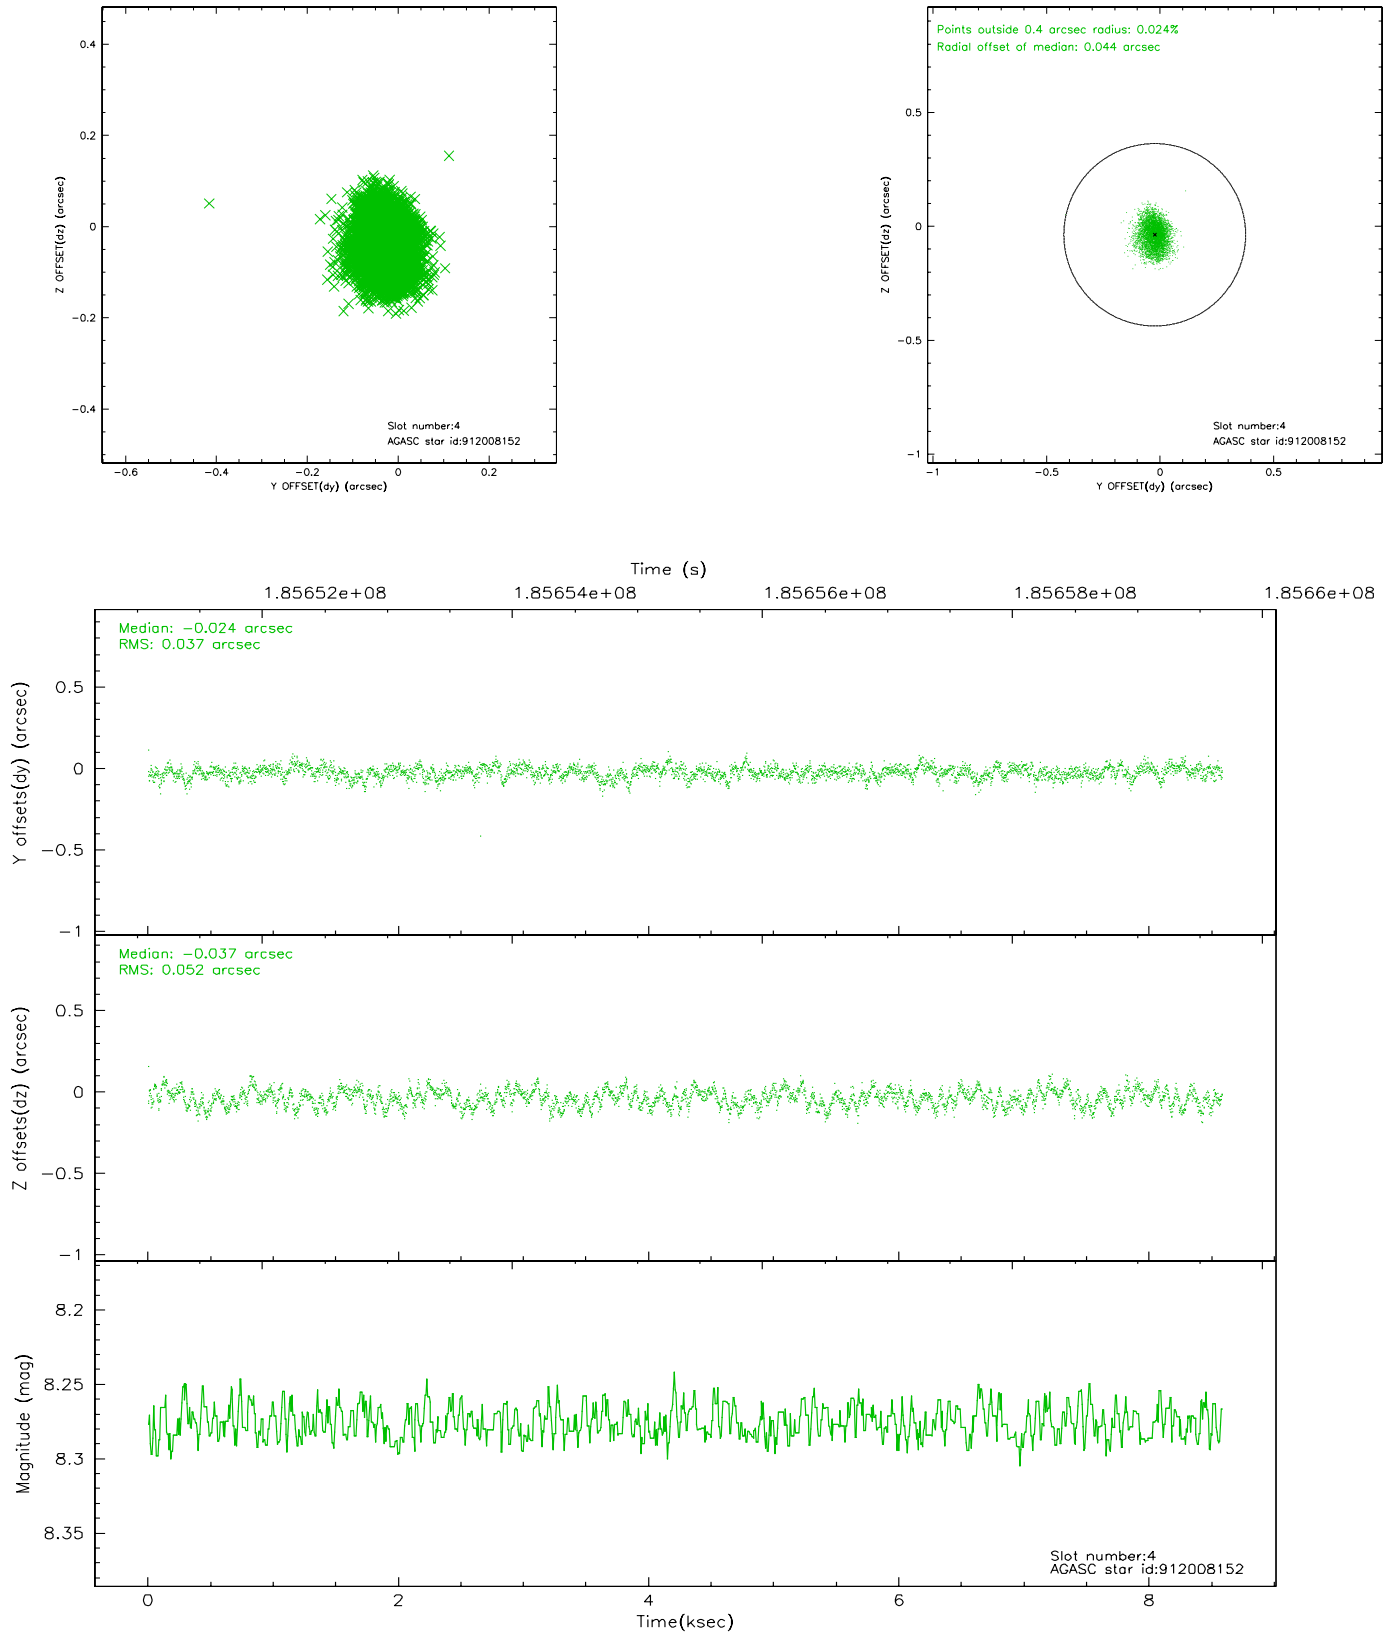 0.4
0.2
0
−0.2
−0.4
Z OFFSET(dz) (arcsec)
Slot number:4
AGASC star id:912008152
−0.6
−0.4
−0.2
0
0.2
Y OFFSET(dy) (arcsec)
Points outside 0.4 arcsec radius: 0.024%
Radial offset of median: 0.044 arcsec
0.5
0
−0.5
−1
Z OFFSET(dz) (arcsec)
Slot number:4
AGASC star id:912008152
−1
−0.5
0
0.5
Y OFFSET(dy) (arcsec)
Time (s)
1.85652e+08
1.85654e+08
1.85656e+08
1.85658e+08
1.8566e+08
Median: −0.024 arcsec
RMS: 0.037 arcsec
0.5
0
−0.5
−1
Y offsets(dy) (arcsec)
Median: −0.037 arcsec
RMS: 0.052 arcsec
0.5
0
−0.5
−1
Z offsets(dz) (arcsec)
8.2
8.25
8.3
8.35
Magnitude (mag)
Slot number:4
AGASC star id:912008152
0
2
4
6
8
Time(ksec)